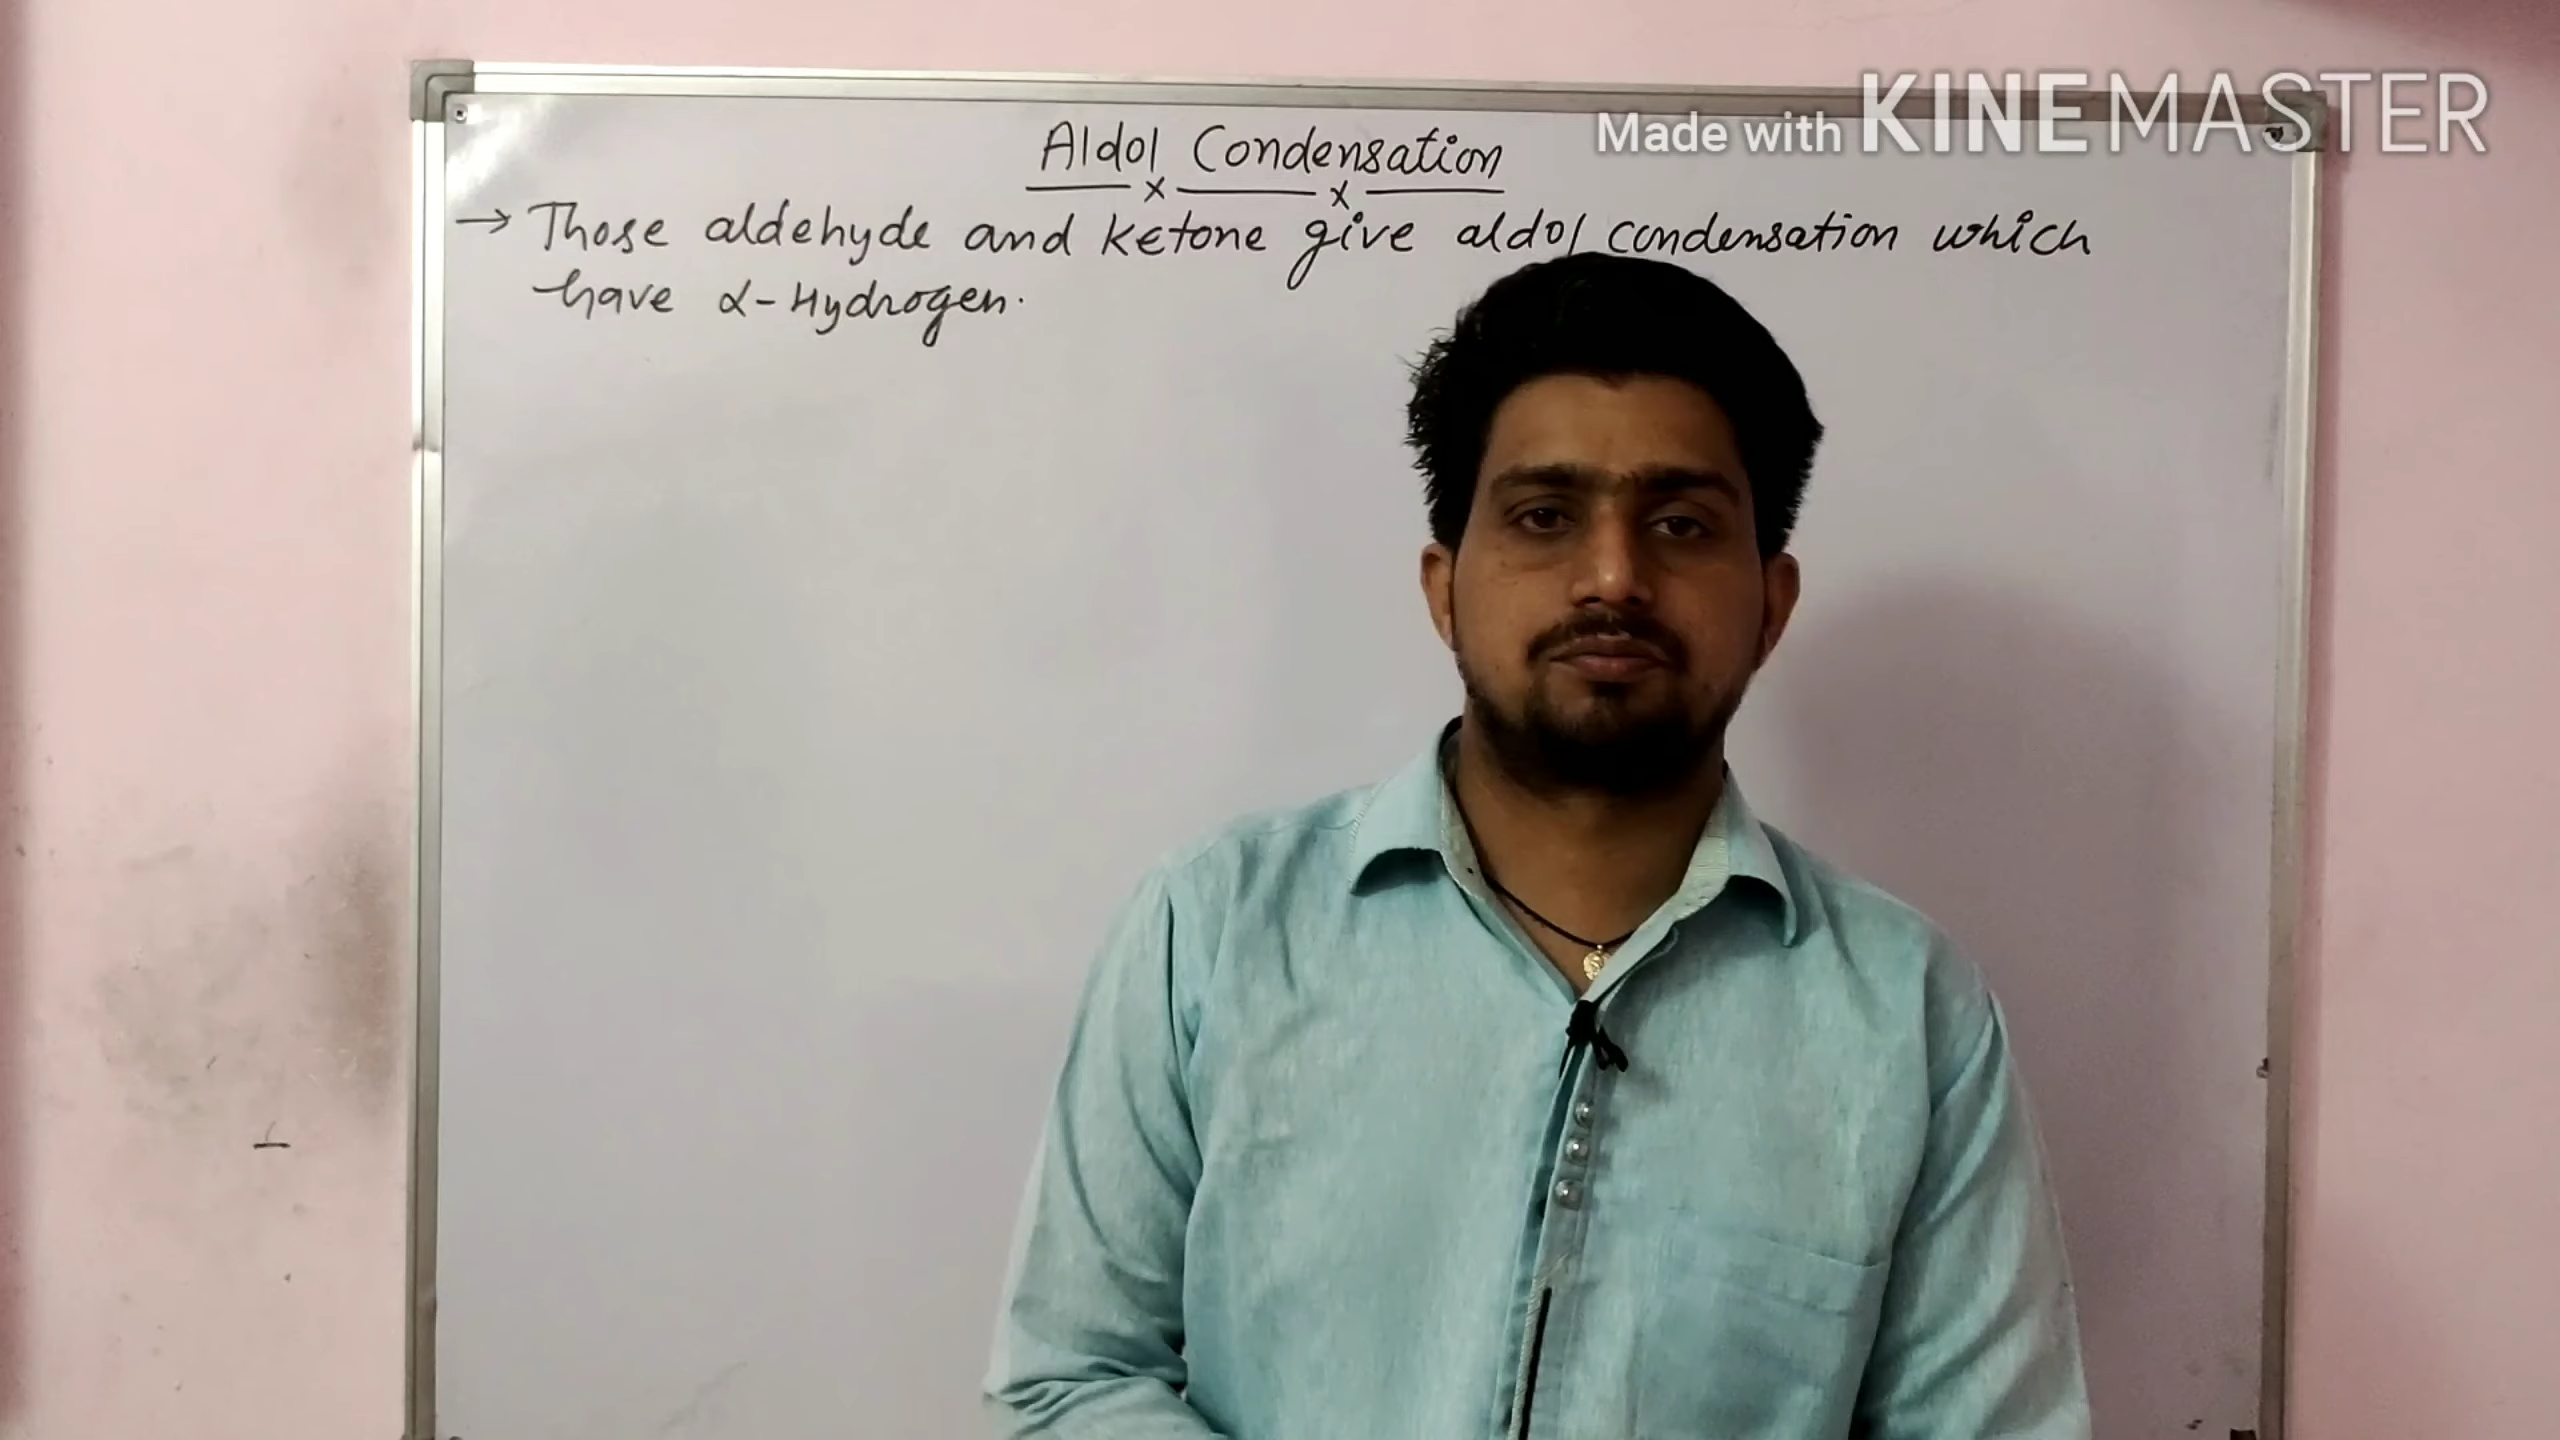 Made with KINEMASTER
Aldol Condensation
→ Those aldehyde and ketone give aldol condensation which
have α-Hydrogen.